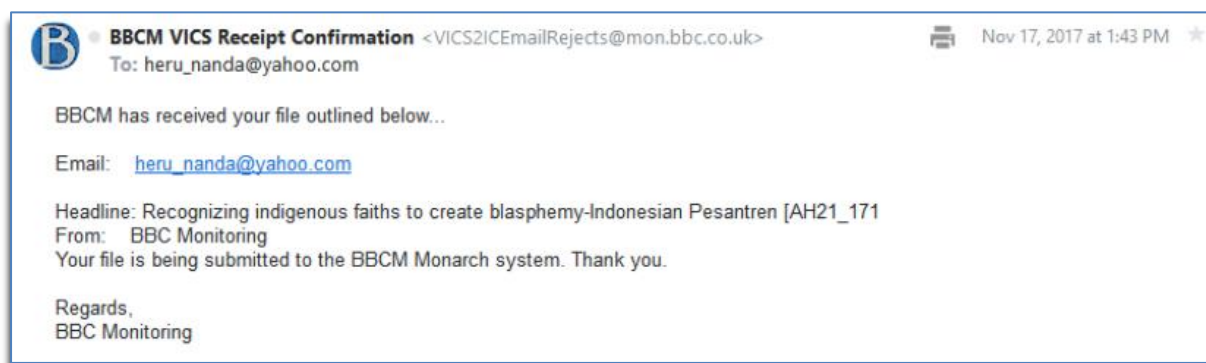 B
BBCM VICS Receipt Confirmation <VICS2ICEmailRejects@mon.bbc.co.uk> Nov 17, 2017 at 1:43 PM
To: heru_nanda@yahoo.com
BBCM has received your file outlined below...
Email: heru_nanda@yahoo.com
Headline: Recognizing indigenous faiths to create blasphemy-Indonesian Pesantren [AH21_171
From: BBC Monitoring
Your file is being submitted to the BBCM Monarch system. Thank you.
Regards,
BBC Monitoring